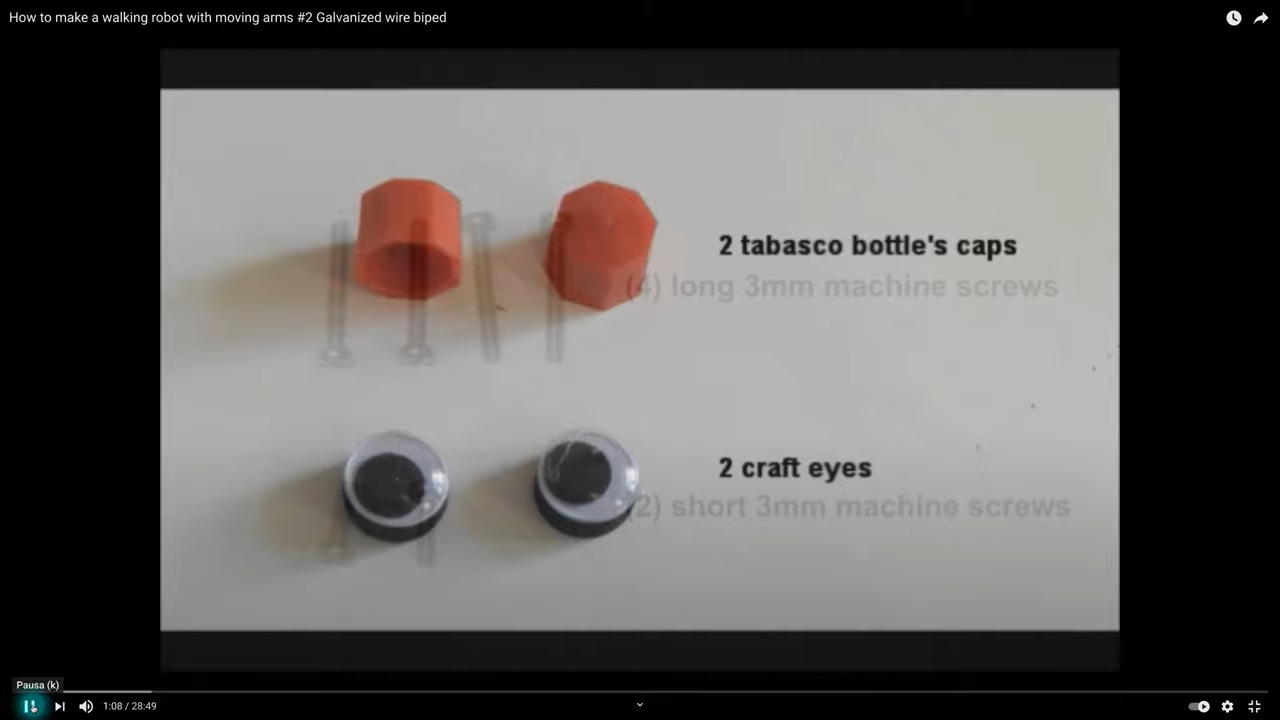 How to make a walking robot with moving arms #2 Galvanized wire biped
2 tabasco bottle's caps
(4) long 3mm machine screws
2 craft eyes
(2) short 3mm machine screws
Pausa (k)
1:08 / 28:49